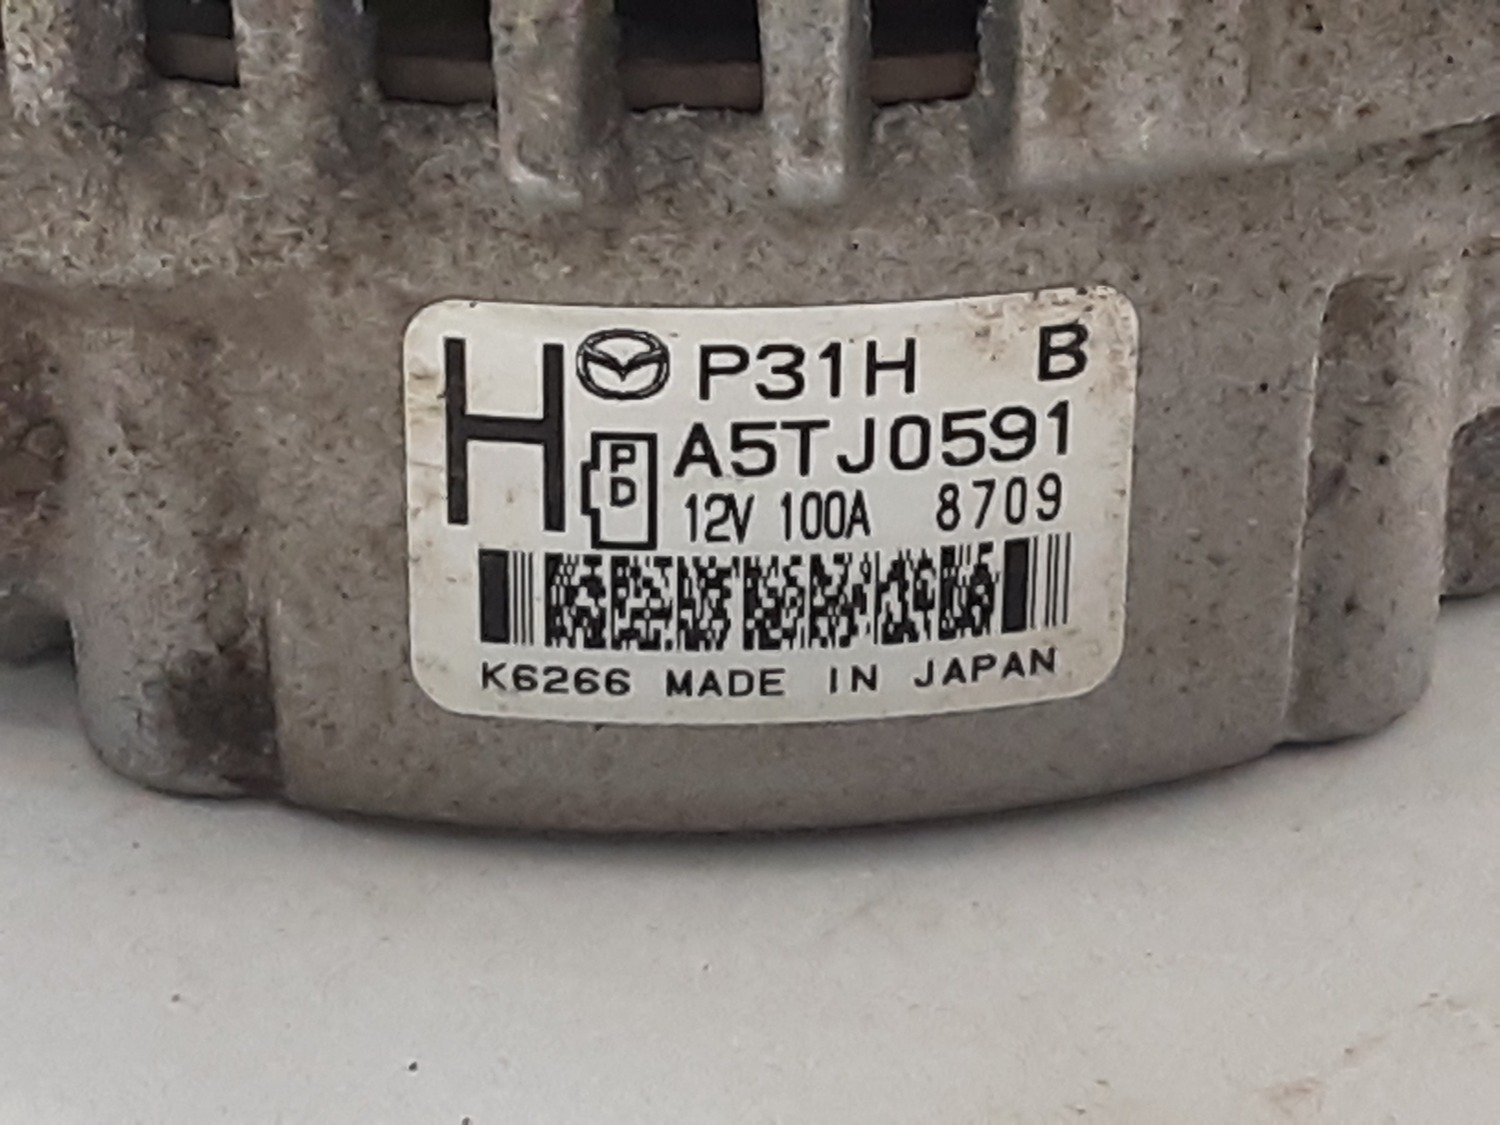 H P31H B
P
D
A5TJ0591
12V 100A 8709
K6266 MADE IN JAPAN